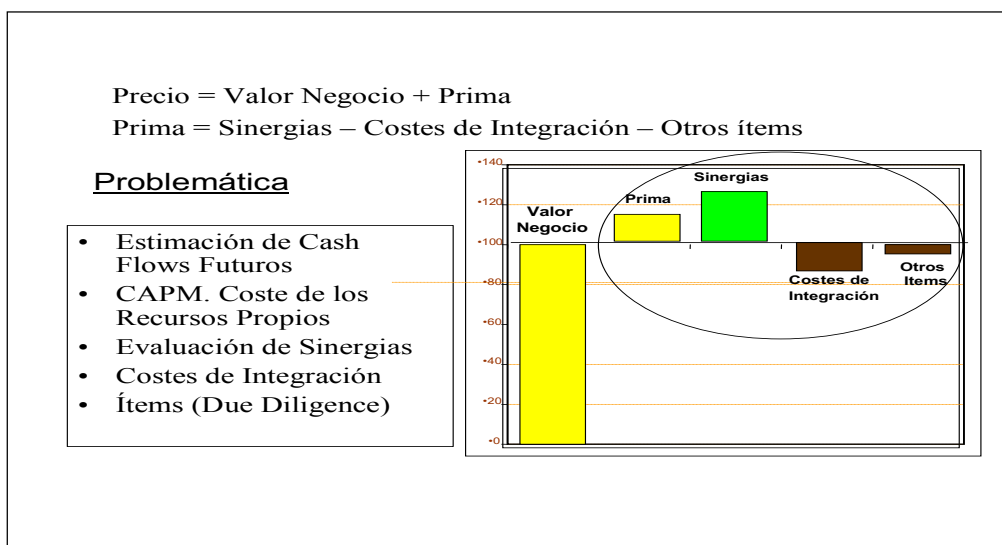 Precio = Valor Negocio + Prima
Prima = Sinergias – Costes de Integración – Otros ítems
Problemática
• Estimación de Cash
Flows Futuros
• CAPM. Coste de los
Recursos Propios
• Evaluación de Sinergias
• Costes de Integración
• Ítems (Due Diligence)
•140
•120
•100
•80
•60
•40
•20
•0
Valor
Negocio
Prima
Sinergias
Costes de
Integración
Otros
Items